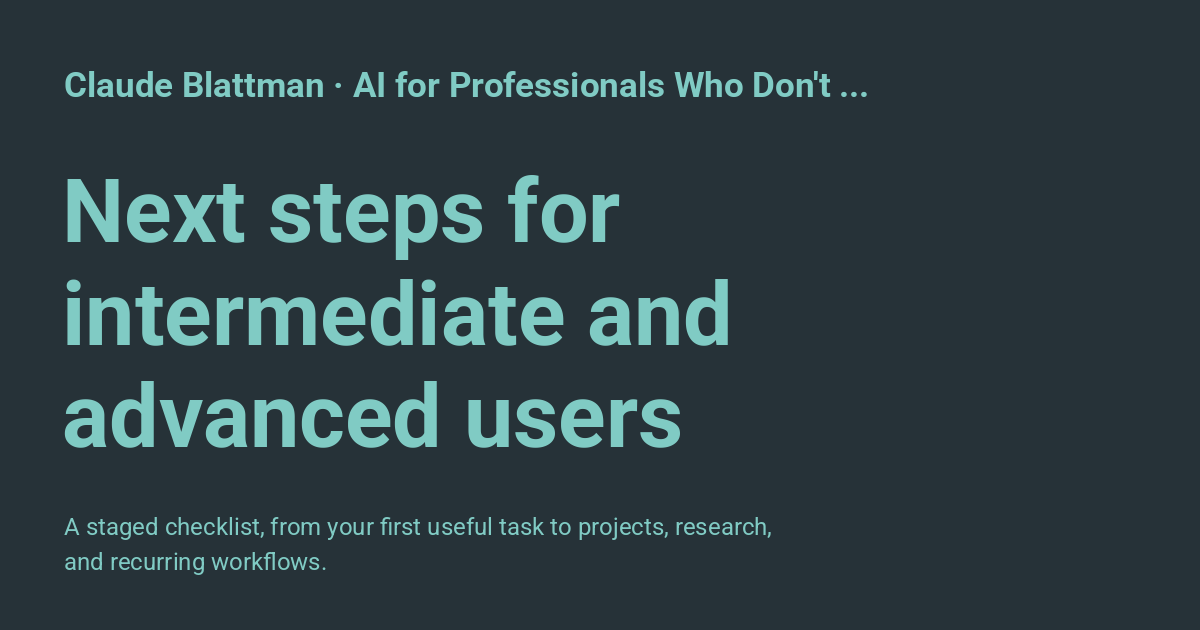 Claude Blattman · AI for Professionals Who Don't ...
Next steps for
intermediate and
advanced users
A staged checklist, from your first useful task to projects, research,
and recurring workflows.